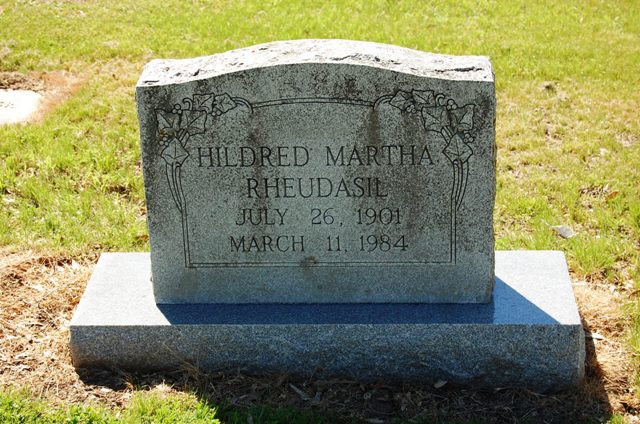 HILDRED MARTHA
RHEUDASIL
JULY 26, 1901
MARCH 11, 1984